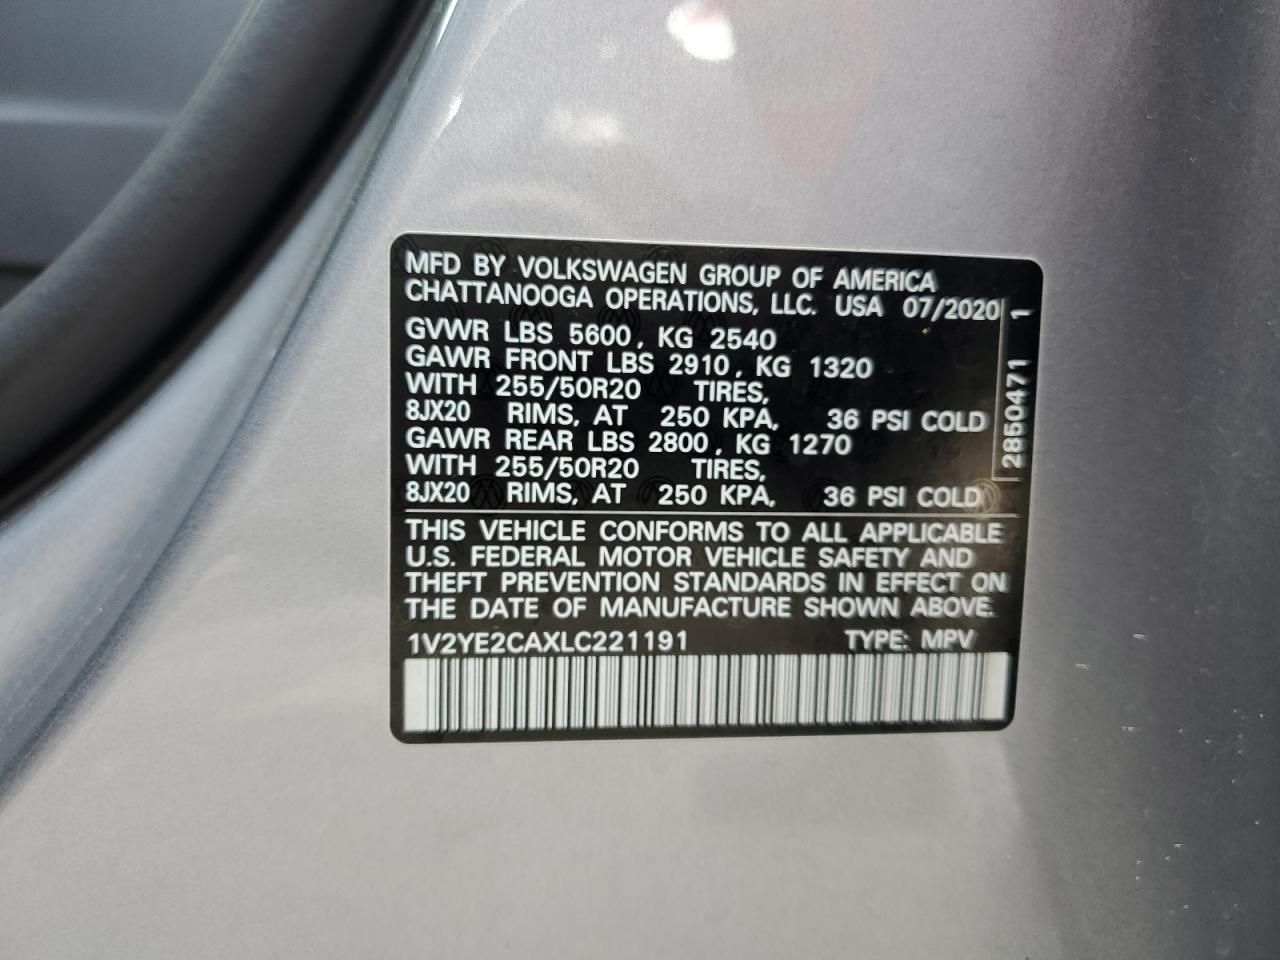 MFD BY VOLKSWAGEN GROUP OF AMERICA
CHATTANOOGA OPERATIONS, LLC. USA 07/2020
GVWR LBS 5600, KG 2540
GAWR FRONT LBS 2910, KG 1320
WITH 255/50R20 TIRES,
8JX20 RIMS, AT 250 KPA, 36 PSI COLD
GAWR REAR LBS 2800, KG 1270
WITH 255/50R20 TIRES,
8JX20 RIMS, AT 250 KPA, 36 PSI COLD
2850471 1
THIS VEHICLE CONFORMS TO ALL APPLICABLE
U.S. FEDERAL MOTOR VEHICLE SAFETY AND
THEFT PREVENTION STANDARDS IN EFFECT ON
THE DATE OF MANUFACTURE SHOWN ABOVE.
1V2YE2CAXLC221191 TYPE: MPV